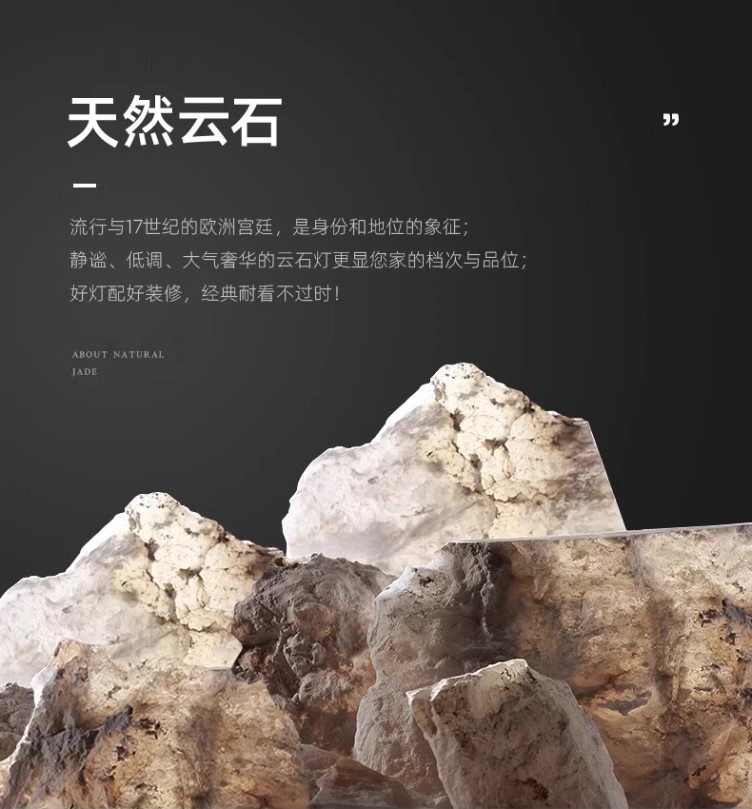 天然云石
”
流行与17世纪的欧洲宫廷，是身份和地位的象征；
静谧、低调、大气奢华的云石灯更显您家的档次与品位；
好灯配好装修，经典耐看不过时！
ABOUT NATURAL
JADE